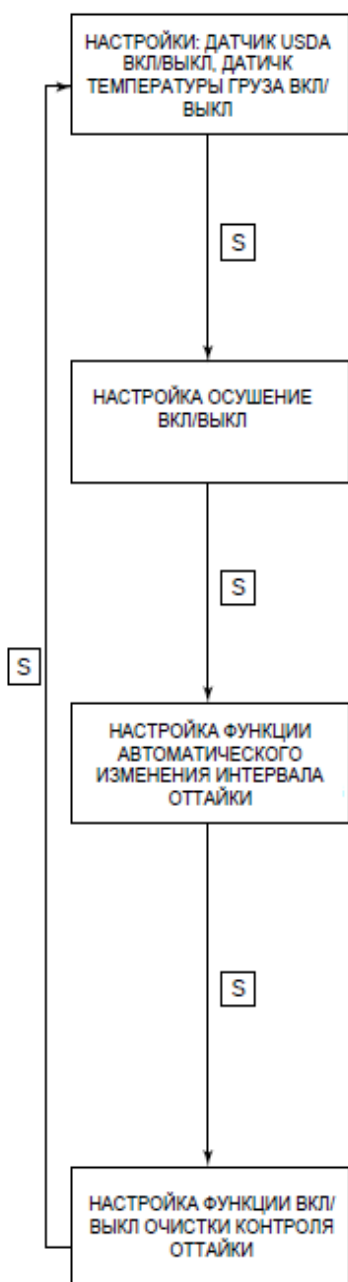 НАСТРОЙКИ: ДАТЧИК USDA
ВКЛ/ВЫКЛ, ДАТИЧК
ТЕМПЕРАТУРЫ ГРУЗА ВКЛ/
ВЫКЛ
S
НАСТРОЙКА ОСУШЕНИЕ
ВКЛ/ВЫКЛ
S
S
НАСТРОЙКА ФУНКЦИИ
АВТОМАТИЧЕСКОГО
ИЗМЕНЕНИЯ ИНТЕРВАЛА
ОТТАЙКИ
S
НАСТРОЙКА ФУНКЦИИ ВКЛ/
ВЫКЛ ОЧИСТКИ КОНТРОЛЯ
ОТТАЙКИ